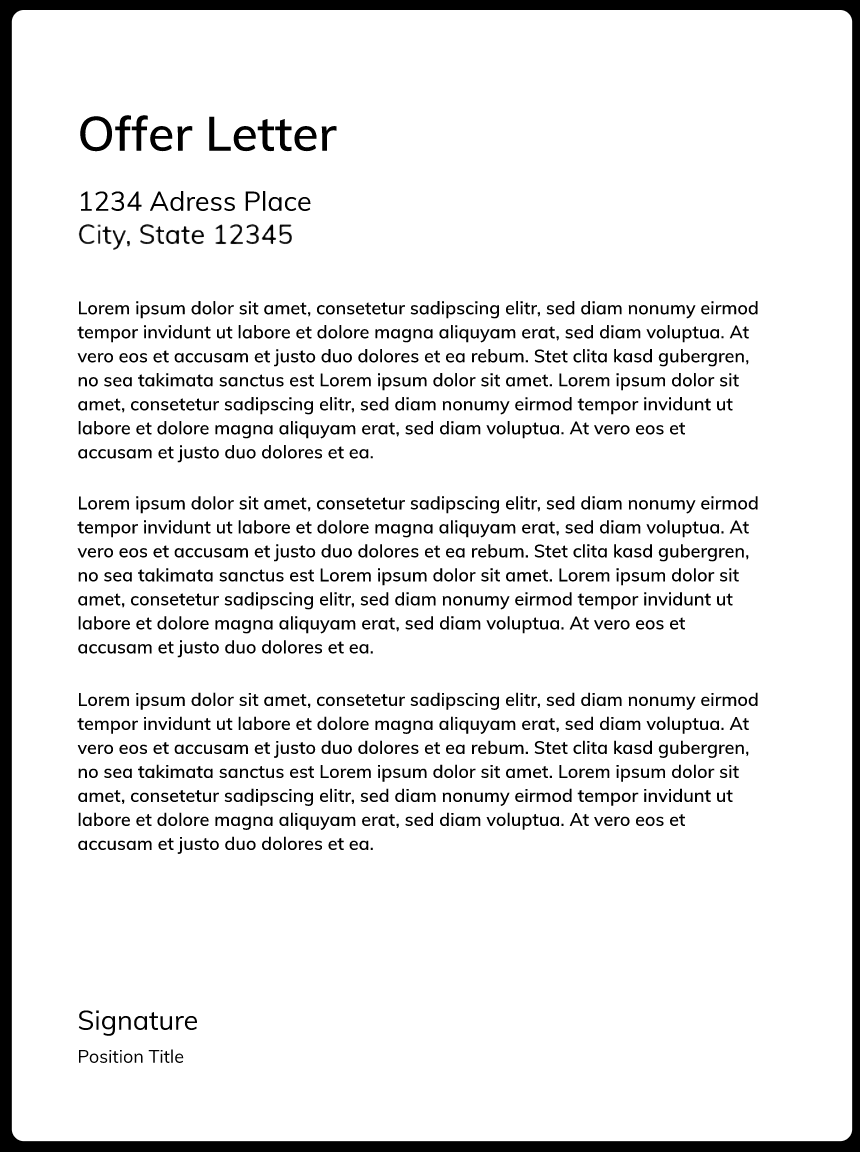 Offer Letter
1234 Adress Place
City, State 12345
Lorem ipsum dolor sit amet, consetetur sadipscing elitr, sed diam nonumy eirmod
tempor invidunt ut labore et dolore magna aliquyam erat, sed diam voluptua. At
vero eos et accusam et justo duo dolores et ea rebum. Stet clita kasd gubergren,
no sea takimata sanctus est Lorem ipsum dolor sit amet. Lorem ipsum dolor sit
amet, consetetur sadipscing elitr, sed diam nonumy eirmod tempor invidunt ut
labore et dolore magna aliquyam erat, sed diam voluptua. At vero eos et
accusam et justo duo dolores et ea.
Lorem ipsum dolor sit amet, consetetur sadipscing elitr, sed diam nonumy eirmod
tempor invidunt ut labore et dolore magna aliquyam erat, sed diam voluptua. At
vero eos et accusam et justo duo dolores et ea rebum. Stet clita kasd gubergren,
no sea takimata sanctus est Lorem ipsum dolor sit amet. Lorem ipsum dolor sit
amet, consetetur sadipscing elitr, sed diam nonumy eirmod tempor invidunt ut
labore et dolore magna aliquyam erat, sed diam voluptua. At vero eos et
accusam et justo duo dolores et ea.
Lorem ipsum dolor sit amet, consetetur sadipscing elitr, sed diam nonumy eirmod
tempor invidunt ut labore et dolore magna aliquyam erat, sed diam voluptua. At
vero eos et accusam et justo duo dolores et ea rebum. Stet clita kasd gubergren,
no sea takimata sanctus est Lorem ipsum dolor sit amet. Lorem ipsum dolor sit
amet, consetetur sadipscing elitr, sed diam nonumy eirmod tempor invidunt ut
labore et dolore magna aliquyam erat, sed diam voluptua. At vero eos et
accusam et justo duo dolores et ea.
Signature
Position Title